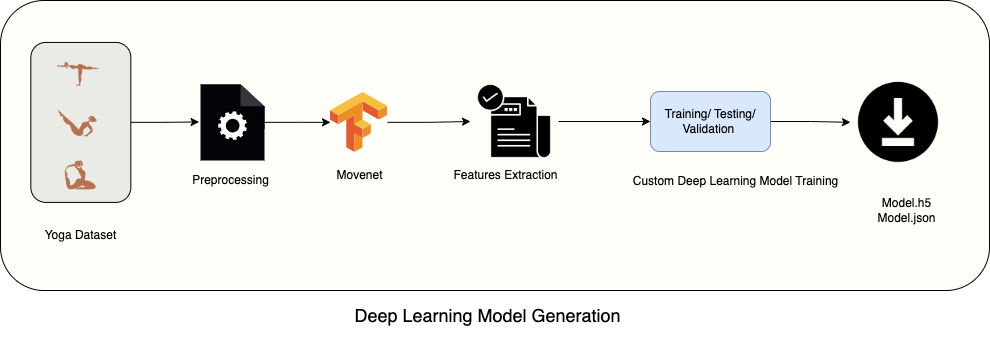 Training/ Testing/
Validation
Preprocessing
Movenet
Features Extraction
Custom Deep Learning Model Training
Model.h5
Model.json
Yoga Dataset
Deep Learning Model Generation